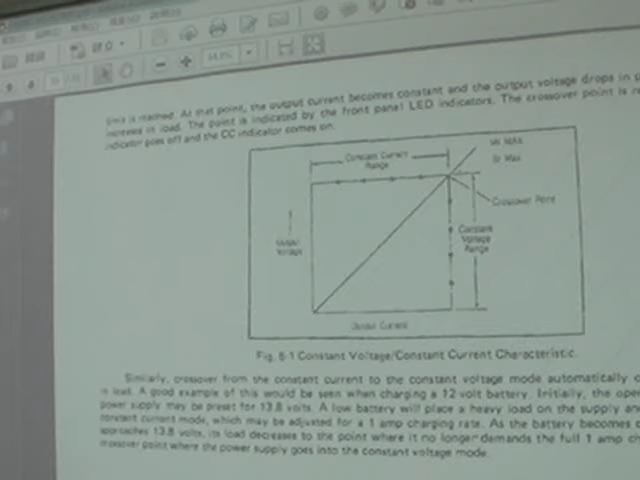 limit is reached. At that point, the output current becomes constant and the output voltage drops in
increase in load. The point is indicated by the front panel LED indicators. The crossover point is
indicator goes off and the CC indicator comes on.
Constant Current
Range
Max
Crossover Point
Constant
Voltage
Range
Output
Voltage
Output Current
Fig. 5-1 Constant Voltage/Constant Current Characteristic.
Similarly, crossover from the constant current to the constant voltage mode automatically
in load. A good example of this would be seen when charging a 12 volt battery. Initially, the
power supply may be preset for 13.8 volts. A low battery will place a heavy load on the supply
constant current mode, which may be adjusted for a 1 amp charging rate. As the battery becomes
approaches 13.8 volts, its load decreases to the point where it no longer demands the full 1 amp
crossover point where the power supply goes into the constant voltage mode.